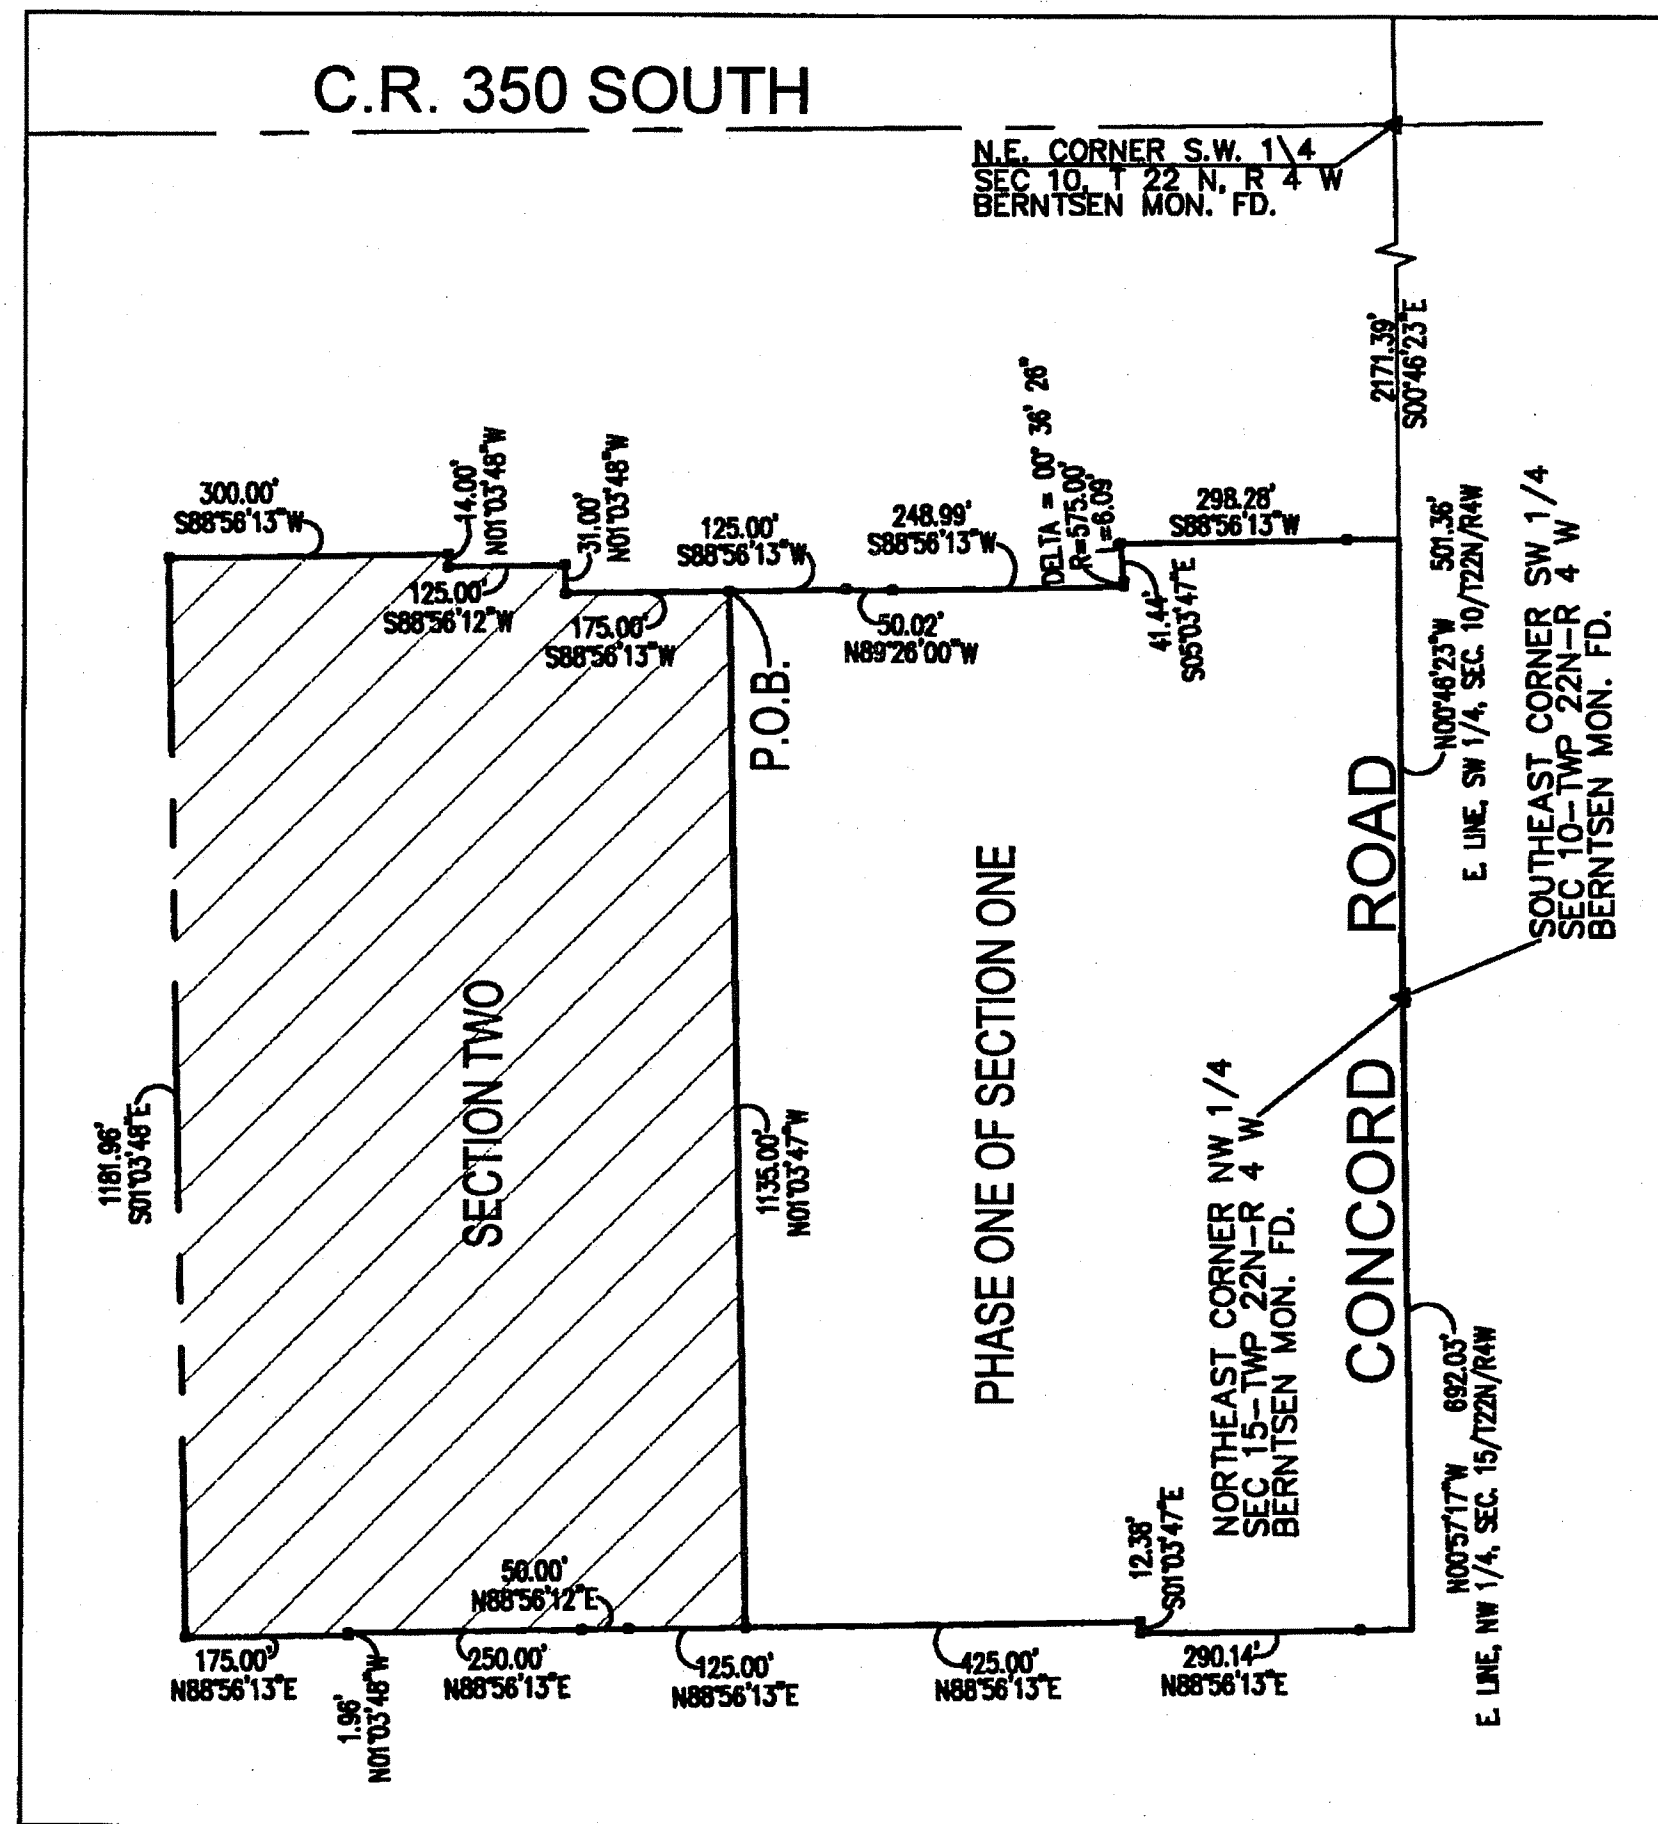 C.R. 350 SOUTH
N.E. CORNER S.W. 1\4
SEC 10, T 22 N, R 4 W
BERNTSEN MON. FD.
2171.39'
S00°46'23"E
300.00'
S88°56'13"W
14.00'
N01°03'48"W
31.00'
N01°03'48"W
125.00'
S88°56'12"W
175.00'
S88°56'13"W
125.00'
S88°56'13"W
50.02'
N89°26'00"W
248.99'
S88°56'13"W
DELTA = 00° 36' 26"
R=575.00'
L=6.09'
41.44'
S05°03'47"E
298.28'
S88°56'13"W
P.O.B.
N00°46'23"W 501.36'
E. LINE, SW 1/4, SEC. 10/T22N/R4W
SOUTHEAST CORNER SW 1/4
SEC 10-TWP 22N-R 4 W
BERNTSEN MON. FD.
1181.96'
S01°03'48"E
SECTION TWO
1135.00'
N01°03'47"W
PHASE ONE OF SECTION ONE
CONCORD ROAD
NORTHEAST CORNER NW 1/4
SEC 15-TWP 22N-R 4 W
BERNTSEN MON. FD.
N00°57'17"W 692.03'
E. LINE, NW 1/4, SEC. 15/T22N/R4W
175.00'
N88°56'13"E
1.96'
N01°03'48"W
250.00'
N88°56'13"E
50.00'
N88°56'12"E
125.00'
N88°56'13"E
425.00'
N88°56'13"E
12.38'
S01°03'47"E
290.14'
N88°56'13"E